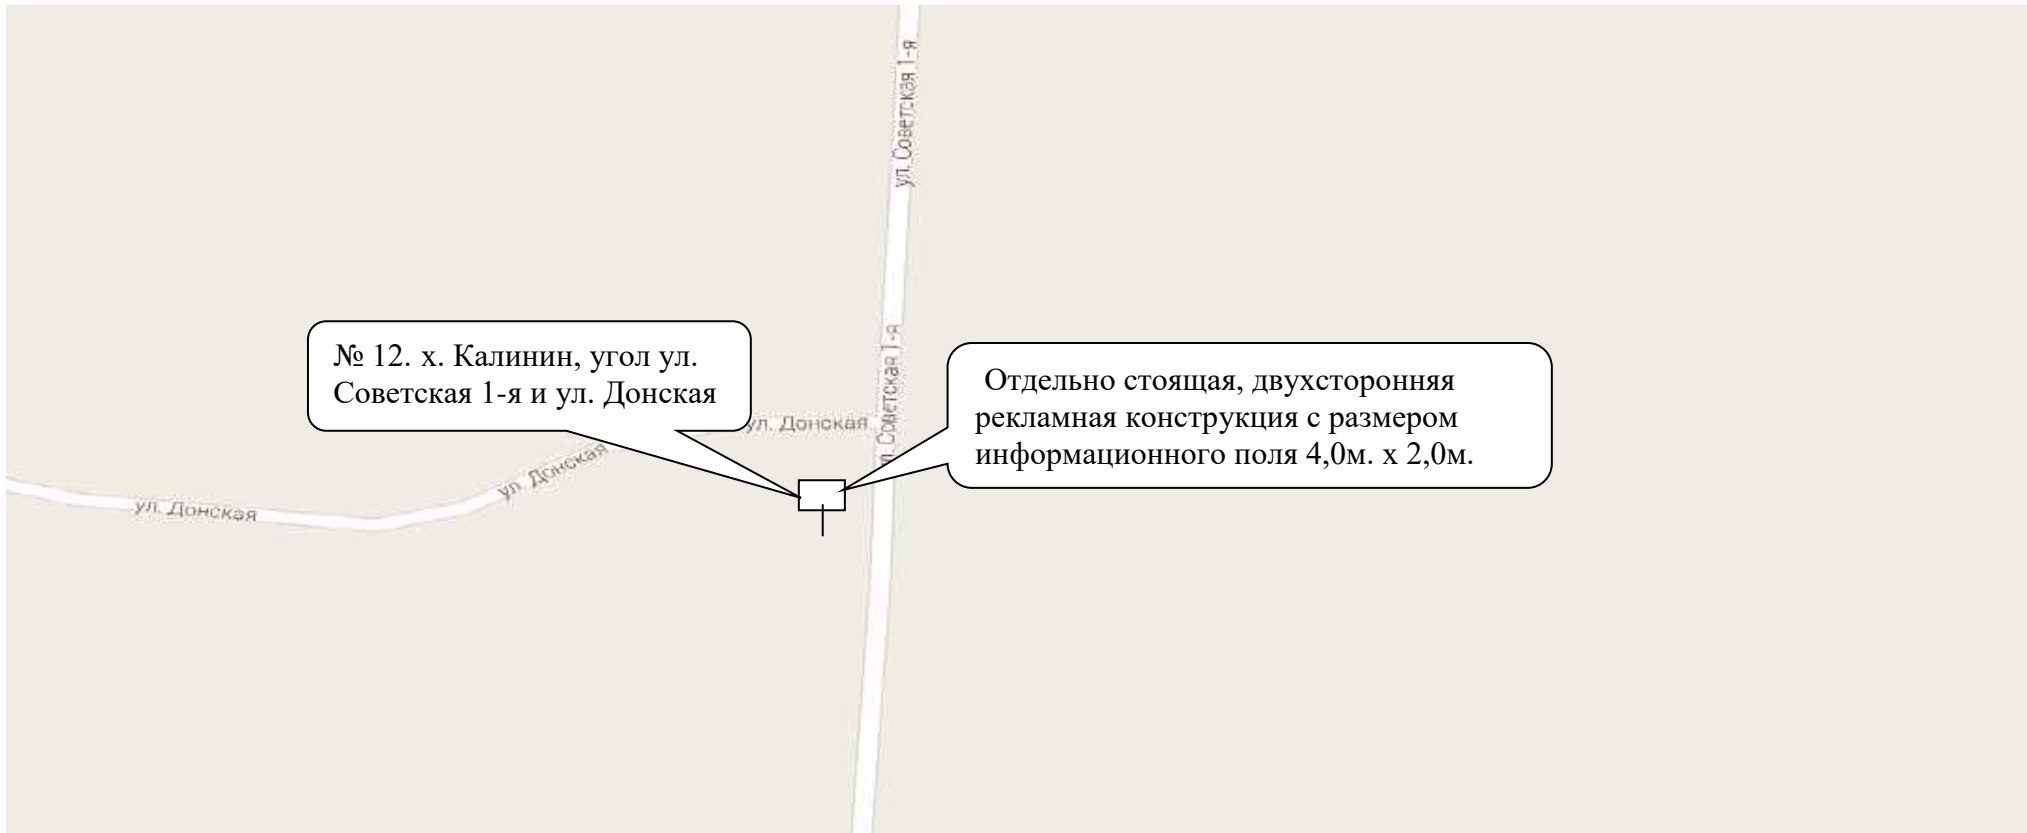 ул. Советская 1-я
№ 12. х. Калинин, угол ул.
Советская 1-я и ул. Донская
ул. Советская 1-я
Отдельно стоящая, двухсторонняя
рекламная конструкция с размером
информационного поля 4,0м. х 2,0м.
ул. Донская
ул. Донская
ул. Донская